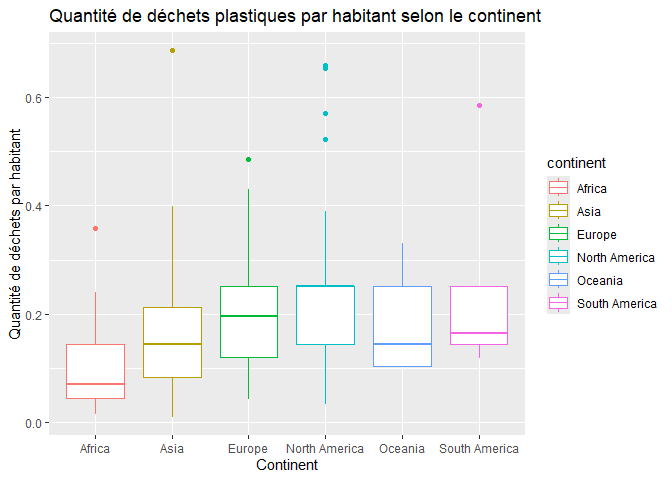 Quantité de déchets plastiques par habitant selon le continent
Quantité de déchets par habitant
0.6
0.4
0.2
0.0
Africa
Asia
Europe
North America
Oceania
South America
Continent
continent
Africa
Asia
Europe
North America
Oceania
South America